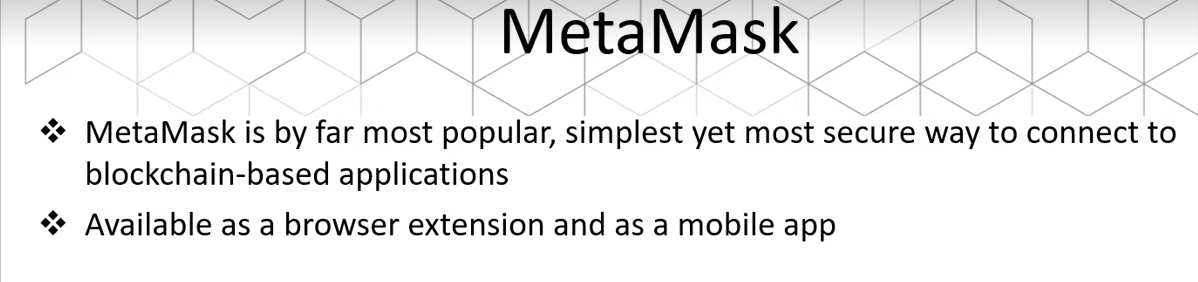 MetaMask
❖ MetaMask is by far most popular, simplest yet most secure way to connect to
blockchain-based applications
❖ Available as a browser extension and as a mobile app